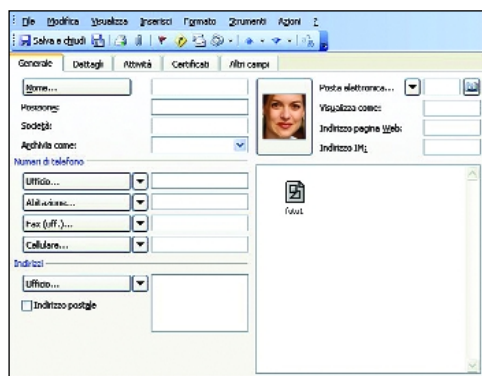 File Modifica Visualizza Inserisci Formato Strumenti Azioni ?
Salva e chiudi
Generale Dettagli Attività Certificati Altri campi
Nome...
Posizione:
Società:
Archivia come:
Numeri di telefono
Ufficio...
Abitazione...
Fax (uff.)...
Cellulare...
Indirizzi
Ufficio...
Indirizzo postale
Posta elettronica...
Visualizza come:
Indirizzo pagina Web:
Indirizzo IM: